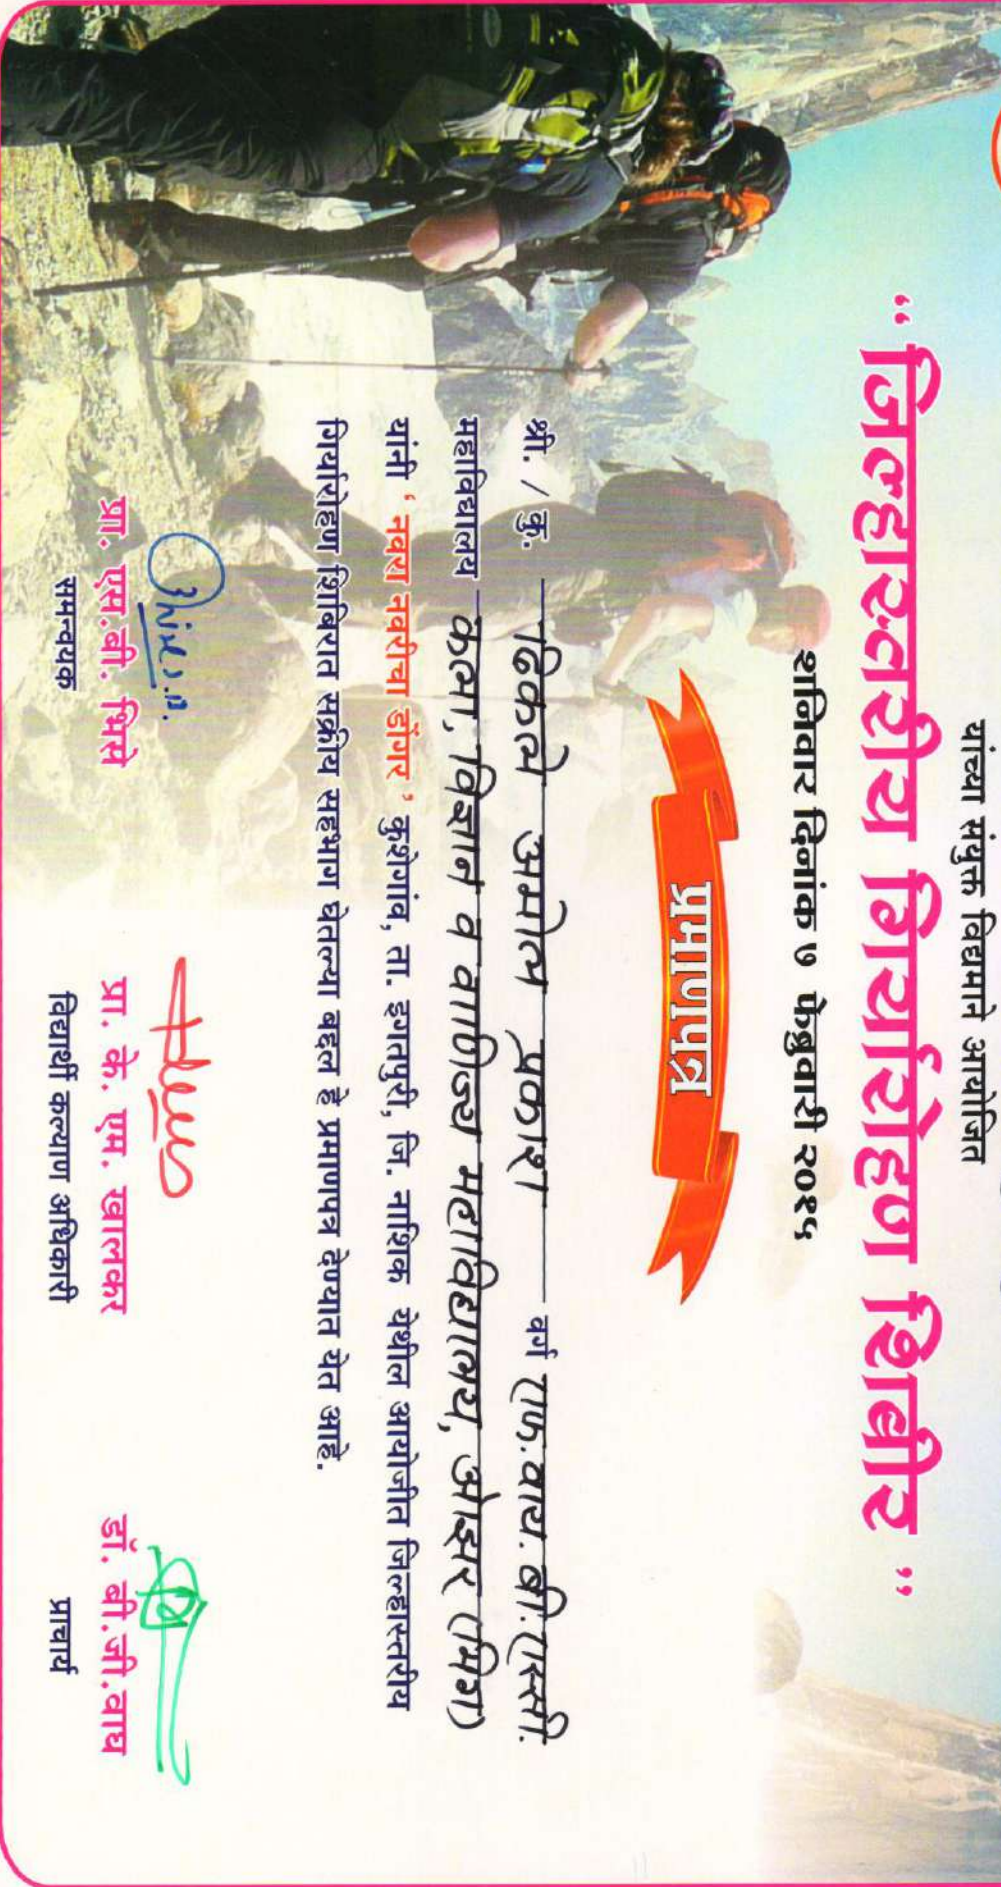 यांच्या संयुक्त विद्यमाने आयोजित
“ जिल्हास्तरीय गिर्यारोहण शिबीर ”
शनिवार दिनांक ७ फेब्रुवारी २०१५
प्रमाणपत्र
श्री. / कु. ढिकले अमोल प्रकाश वर्ग एफ.वाय.बी.एस्सी.
महाविद्यालय कला, विज्ञान व वाणिज्य महाविद्यालय, ओझर (मिग)
यांनी ‘ नवरा नवरीचा डोंगर ’ कुशेगांव, ता. इगतपुरी, जि. नाशिक येथील आयोजीत जिल्हास्तरीय
गिर्यारोहण शिबिरात सक्रीय सहभाग घेतल्या बद्दल हे प्रमाणपत्र देण्यात येत आहे.
प्रा. एस.बी. भिसे
समन्वयक
प्रा. के. एम. खालकर
विद्यार्थी कल्याण अधिकारी
डॉ. बी.जी.वाघ
प्राचार्य